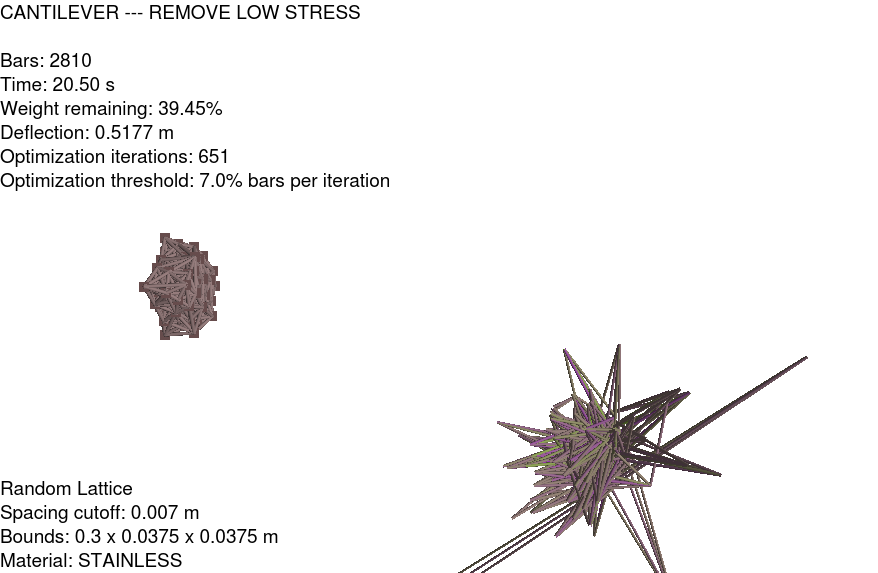 CANTILEVER --- REMOVE LOW STRESS
Bars: 2810
Time: 20.50 s
Weight remaining: 39.45%
Deflection: 0.5177 m
Optimization iterations: 651
Optimization threshold: 7.0% bars per iteration
Random Lattice
Spacing cutoff: 0.007 m
Bounds: 0.3 x 0.0375 x 0.0375 m
Material: STAINLESS